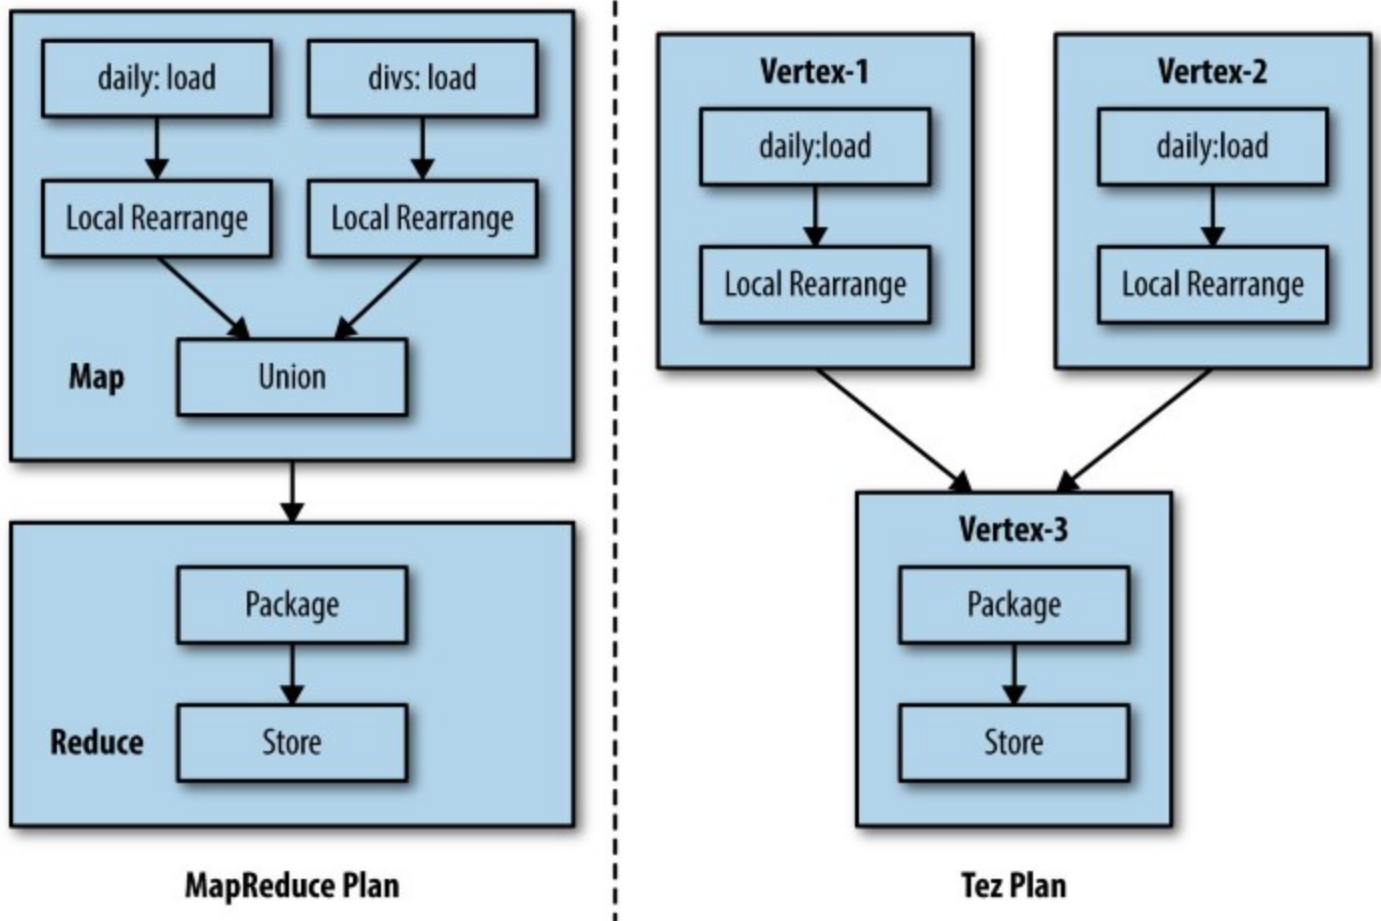 daily: load
divs: load
Local Rearrange
Local Rearrange
Map
Union
Package
Reduce
Store
MapReduce Plan
Vertex-1
daily:load
Local Rearrange
Vertex-2
daily:load
Local Rearrange
Vertex-3
Package
Store
Tez Plan